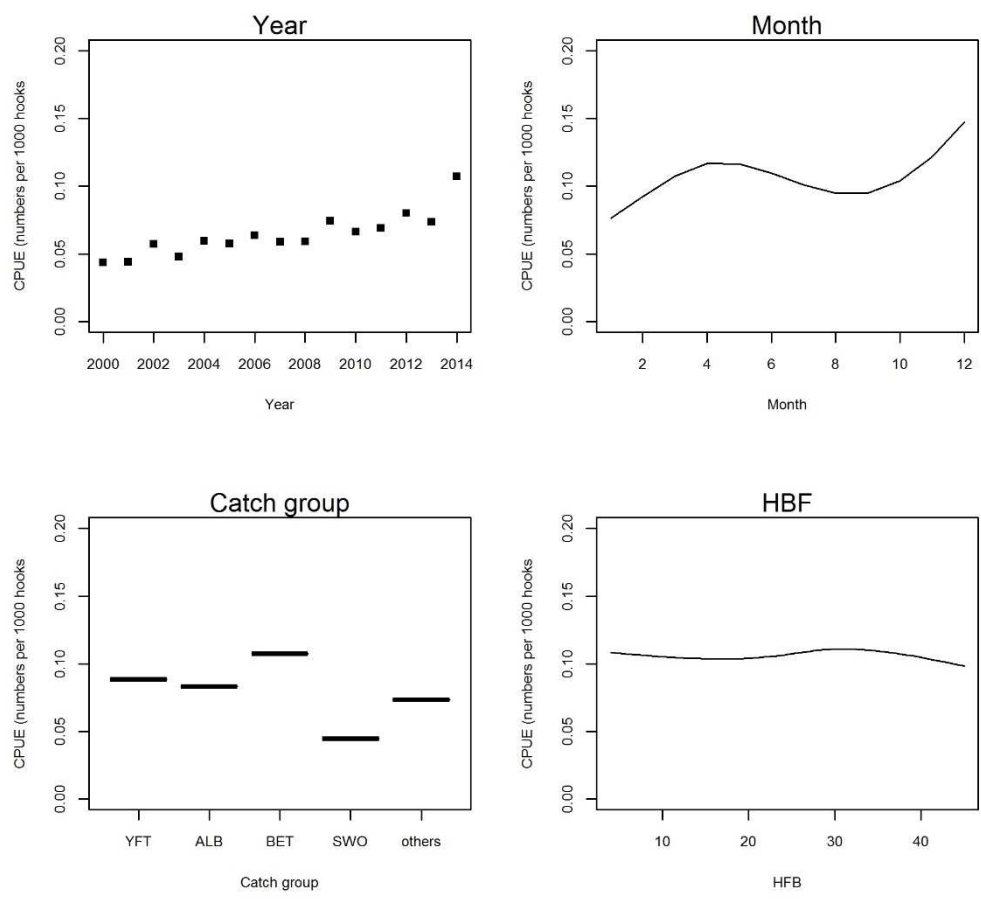 Year
CPUE (numbers per 1000 hooks
0.20
0.15
0.10
0.05
0.00
2000 2002 2004 2006 2008 2010 2012 2014
Year
Month
CPUE (numbers per 1000 hooks
0.20
0.15
0.10
0.05
0.00
2 4 6 8 10 12
Month
Catch group
CPUE (numbers per 1000 hooks
0.20
0.15
0.10
0.05
0.00
YFT ALB BET SWO others
Catch group
HBF
CPUE (numbers per 1000 hooks
0.20
0.15
0.10
0.05
0.00
10 20 30 40
HFB